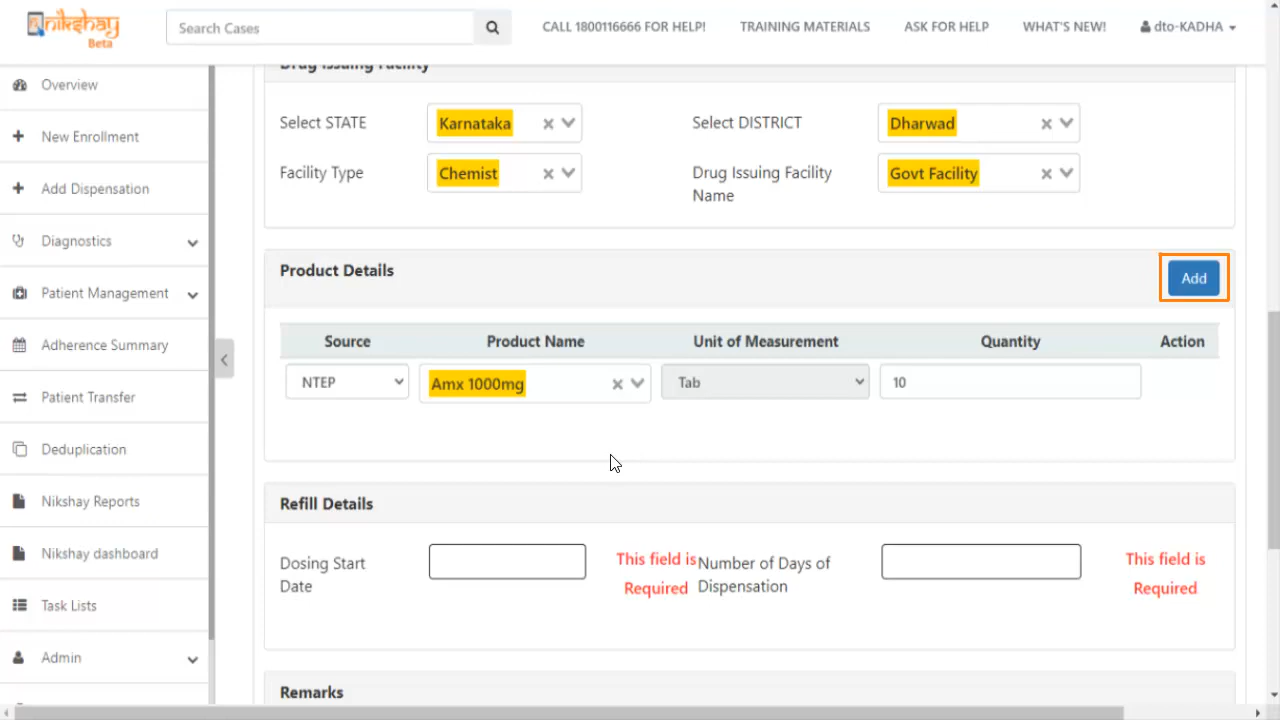 nikshay
Beta
Search Cases
CALL 1800116666 FOR HELP!
TRAINING MATERIALS
ASK FOR HELP
WHAT'S NEW!
dto-KADHA
Overview
New Enrollment
Add Dispensation
Diagnostics
Patient Management
Adherence Summary
Patient Transfer
Deduplication
Nikshay Reports
Nikshay dashboard
Task Lists
Admin
Drug Issuing Facility
Select STATE
Karnataka
Select DISTRICT
Dharwad
Facility Type
Chemist
Drug Issuing Facility
Name
Govt Facility
Product Details
Add
Source Product Name Unit of Measurement Quantity Action
NTEP Amx 1000mg Tab 10
Refill Details
Dosing Start
Date
This field is
Required
Number of Days of
Dispensation
This field is
Required
Remarks